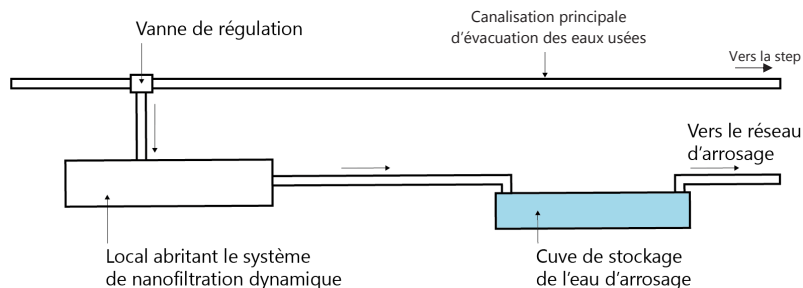 Canalisation principale
d'évacuation des eaux usées
Vanne de régulation
Vers la step
Vers le réseau
d'arrosage
Local abritant le système
de nanofiltration dynamique
Cuve de stockage
de l'eau d'arrosage